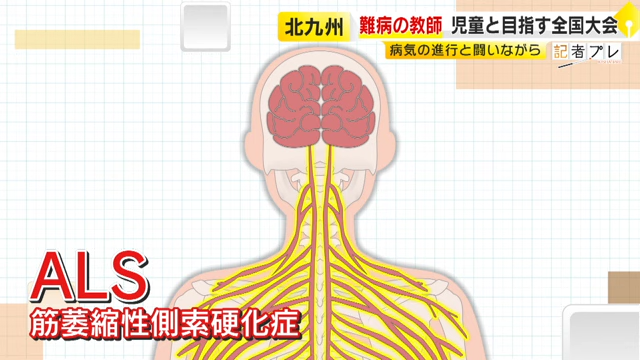 北九州 難病の教師 児童と目指す全国大会
病気の進行と闘いながら 記者プレ
ALS
筋萎縮性側索硬化症